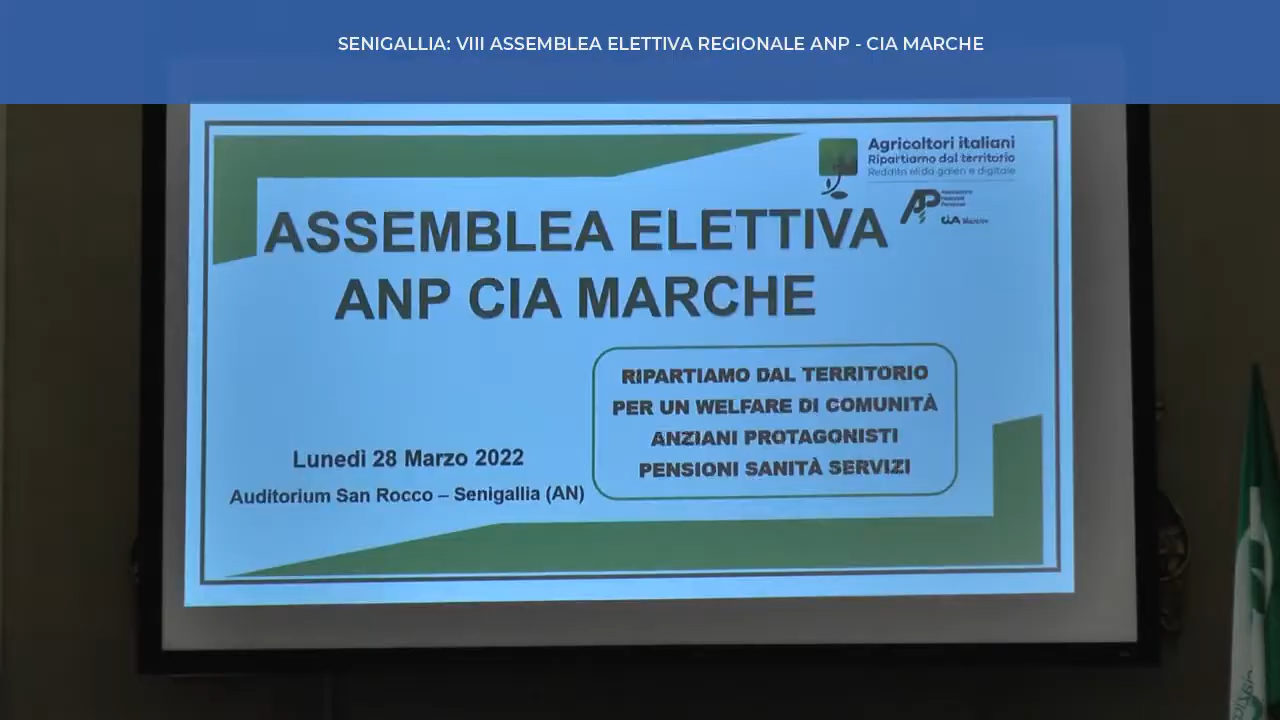 SENIGALLIA: VIII ASSEMBLEA ELETTIVA REGIONALE ANP - CIA MARCHE
Agricoltori italiani
Ripartiamo dal territorio
ASSEMBLEA ELETTIVA
CIA Marche
ANP CIA MARCHE
RIPARTIAMO DAL TERRITORIO
PER UN WELFARE DI COMUNITÀ
ANZIANI PROTAGONISTI
PENSIONI SANITÀ SERVIZI
Lunedì 28 Marzo 2022
Auditorium San Rocco – Senigallia (AN)